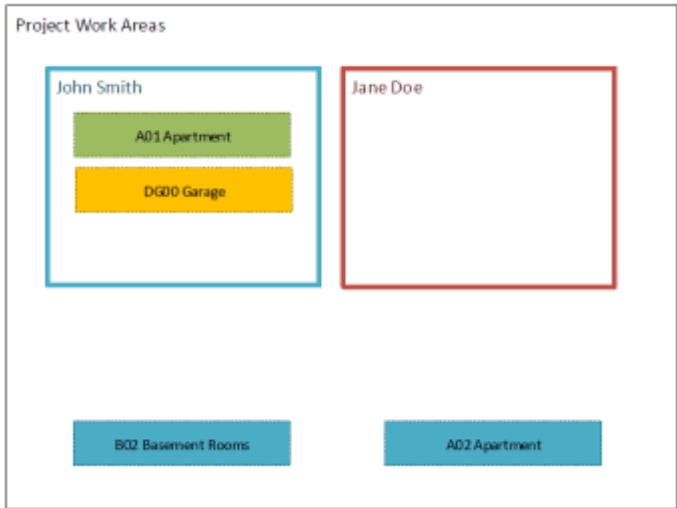 Project Work Areas
John Smith
Jane Doe
A01 Apartment
DG00 Garage
B02 Basement Rooms
A02 Apartment